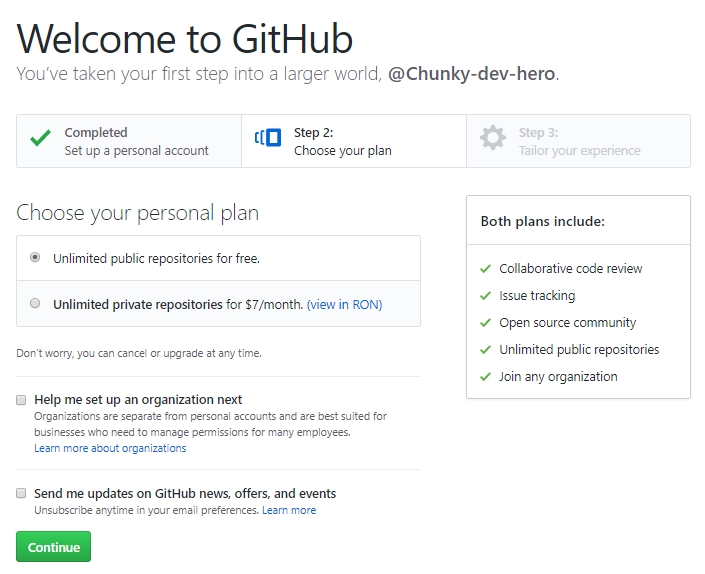 Welcome to GitHub
You've taken your first step into a larger world, @Chunky-dev-hero.
Completed
Set up a personal account
Step 2:
Choose your plan
Step 3:
Tailor your experience
Choose your personal plan
Unlimited public repositories for free.
Unlimited private repositories for $7/month. (view in RON)
Don't worry, you can cancel or upgrade at any time.
Help me set up an organization next
Organizations are separate from personal accounts and are best suited for
businesses who need to manage permissions for many employees.
Learn more about organizations
Send me updates on GitHub news, offers, and events
Unsubscribe anytime in your email preferences. Learn more
Continue
Both plans include:
Collaborative code review
Issue tracking
Open source community
Unlimited public repositories
Join any organization